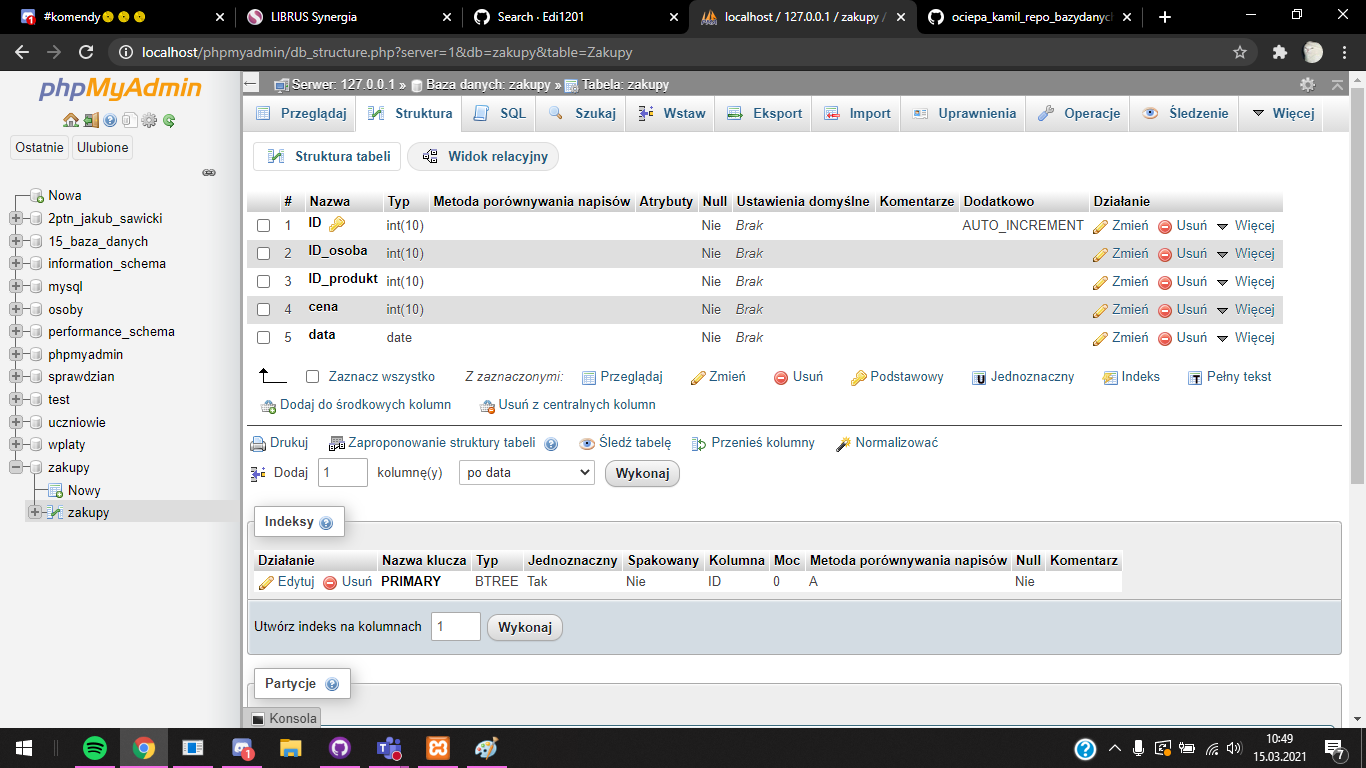 #komendy
LIBRUS Synergia
Search · Edi1201
localhost / 127.0.0.1 / zakupy /
ociepa_kamil_repo_bazydanych
localhost/phpmyadmin/db_structure.php?server=1&db=zakupy&table=Zakupy
phpMyAdmin
Ostatnie
Ulubione
Nowa
2ptn_jakub_sawicki
15_baza_danych
information_schema
mysql
osoby
performance_schema
phpmyadmin
sprawdzian
test
uczniowie
wplaty
zakupy
Nowy
zakupy
Serwer: 127.0.0.1 » Baza danych: zakupy » Tabela: zakupy
Przeglądaj Struktura SQL Szukaj Wstaw Eksport Import Uprawnienia Operacje Śledzenie Więcej
Struktura tabeli Widok relacyjny
# Nazwa Typ Metoda porównywania napisów Atrybuty Null Ustawienia domyślne Komentarze Dodatkowo Działanie
1 ID int(10) Nie Brak AUTO_INCREMENT Zmień Usuń Więcej
2 ID_osoba int(10) Nie Brak Zmień Usuń Więcej
3 ID_produkt int(10) Nie Brak Zmień Usuń Więcej
4 cena int(10) Nie Brak Zmień Usuń Więcej
5 data date Nie Brak Zmień Usuń Więcej
Zaznacz wszystko Z zaznaczonymi: Przeglądaj Zmień Usuń Podstawowy Jednoznaczny Indeks Pełny tekst
Dodaj do środkowych kolumn Usuń z centralnych kolumn
Drukuj Zaproponowanie struktury tabeli Śledź tabelę Przenieś kolumny Normalizować
Dodaj 1 kolumnę(y) po data Wykonaj
Indeksy
Działanie Nazwa klucza Typ Jednoznaczny Spakowany Kolumna Moc Metoda porównywania napisów Null Komentarz
Edytuj Usuń PRIMARY BTREE Tak Nie ID 0 A Nie
Utwórz indeks na kolumnach 1 Wykonaj
Partycje
Konsola
10:49
15.03.2021